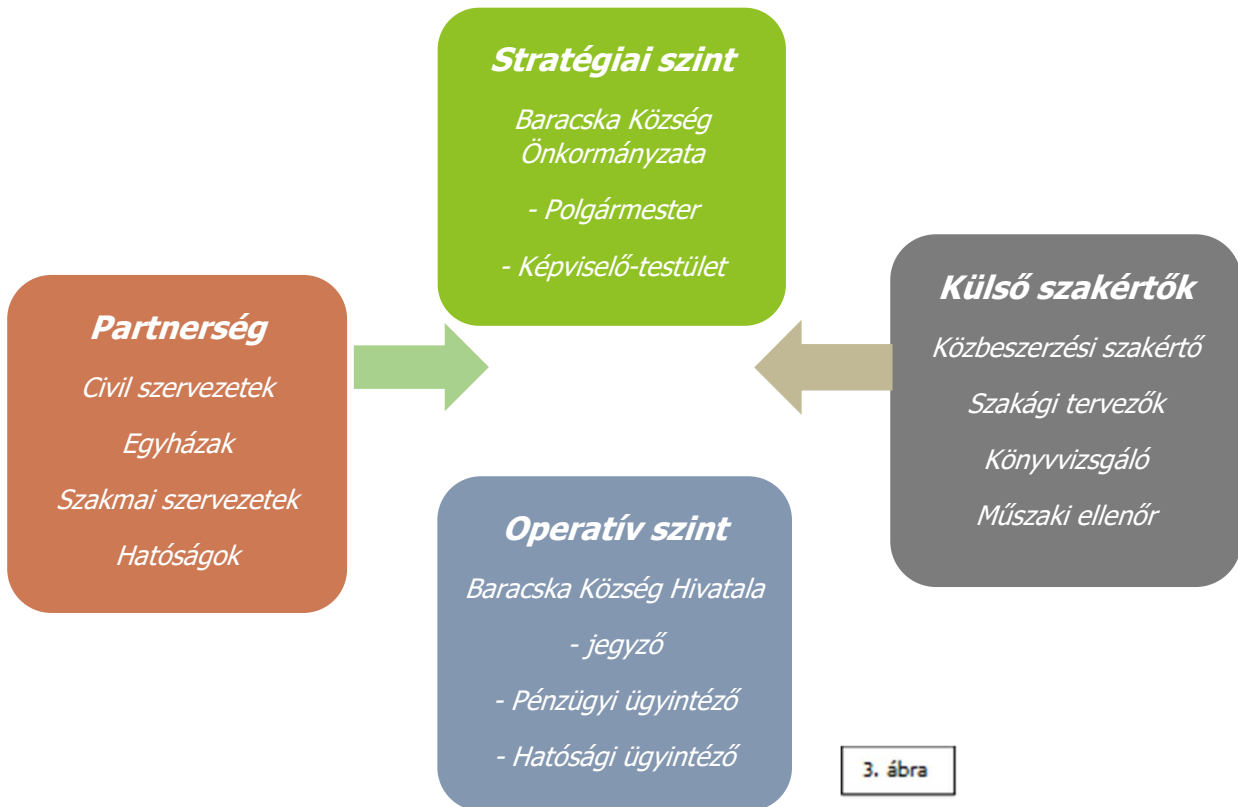 Stratégiai szint
Baracska Község
Önkormányzata
- Polgármester
- Képviselő-testület
Partnerség
Civil szervezetek
Egyházak
Szakmai szervezetek
Hatóságok
Külső szakértők
Közbeszerzési szakértő
Szakági tervezők
Könyvvizsgáló
Műszaki ellenőr
Operatív szint
Baracska Község Hivatala
- jegyző
- Pénzügyi ügyintéző
- Hatósági ügyintéző
3. ábra